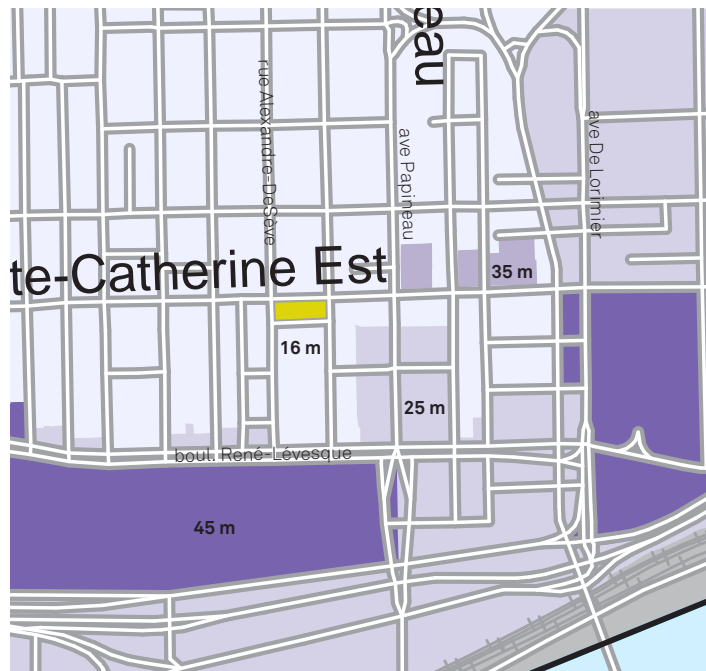 eau
rue Alexandre-DeSève
ave Papineau
ave De Lorimier
te-Catherine Est
35 m
16 m
25 m
boul. René-Lévesque
45 m